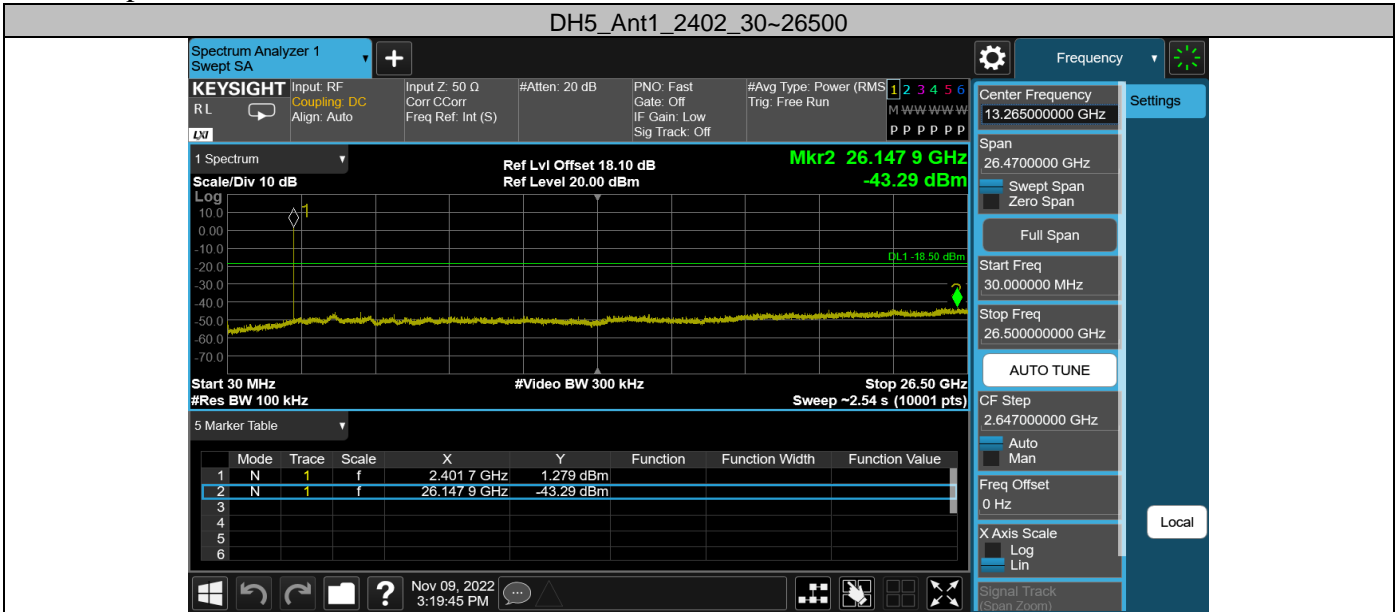 DH5_Ant1_2402_30~26500
Spectrum Analyzer 1
Swept SA
Frequency
KEYSIGHT
RL
LXI
Input: RF
Coupling: DC
Align: Auto
Input Z: 50 Ω
Corr CCorr
Freq Ref: Int (S)
#Atten: 20 dB
PNO: Fast
Gate: Off
IF Gain: Low
Sig Track: Off
#Avg Type: Power (RMS
Trig: Free Run
1 2 3 4 5 6
M W W W W W
P P P P P P
1 Spectrum
Scale/Div 10 dB
Ref Lvl Offset 18.10 dB
Ref Level 20.00 dBm
Mkr2 26.147 9 GHz
-43.29 dBm
Log
10.0
0.00
-10.0
-20.0
-30.0
-40.0
-50.0
-60.0
-70.0
1
DL1 -18.50 dBm
2
Start 30 MHz
#Video BW 300 kHz
Stop 26.50 GHz
#Res BW 100 kHz
Sweep ~2.54 s (10001 pts)
5 Marker Table
Mode Trace Scale X Y Function Function Width Function Value
1 N 1 f 2.401 7 GHz 1.279 dBm
2 N 1 f 26.147 9 GHz -43.29 dBm
3
4
5
6
Nov 09, 2022
3:19:45 PM
Center Frequency
13.265000000 GHz
Span
26.4700000 GHz
Swept Span
Zero Span
Full Span
Start Freq
30.000000 MHz
Stop Freq
26.500000000 GHz
AUTO TUNE
CF Step
2.647000000 GHz
Auto
Man
Freq Offset
0 Hz
X Axis Scale
Log
Lin
Signal Track
(Span Zoom)
Settings
Local